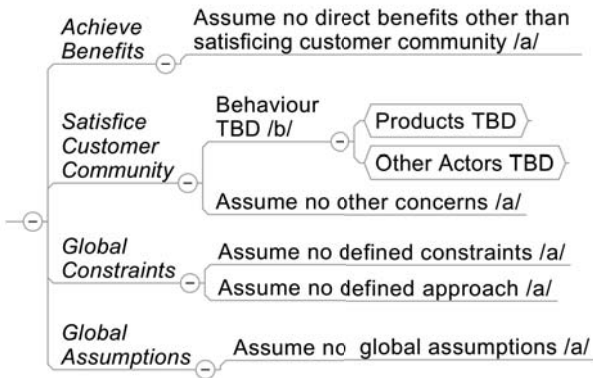 Achieve
Benefits
Assume no direct benefits other than
satisficing customer community /a/
Satisfice
Customer
Community
Behaviour
TBD /b/
Products TBD
Other Actors TBD
Assume no other concerns /a/
Global
Constraints
Assume no defined constraints /a/
Assume no defined approach /a/
Global
Assumptions
Assume no global assumptions /a/